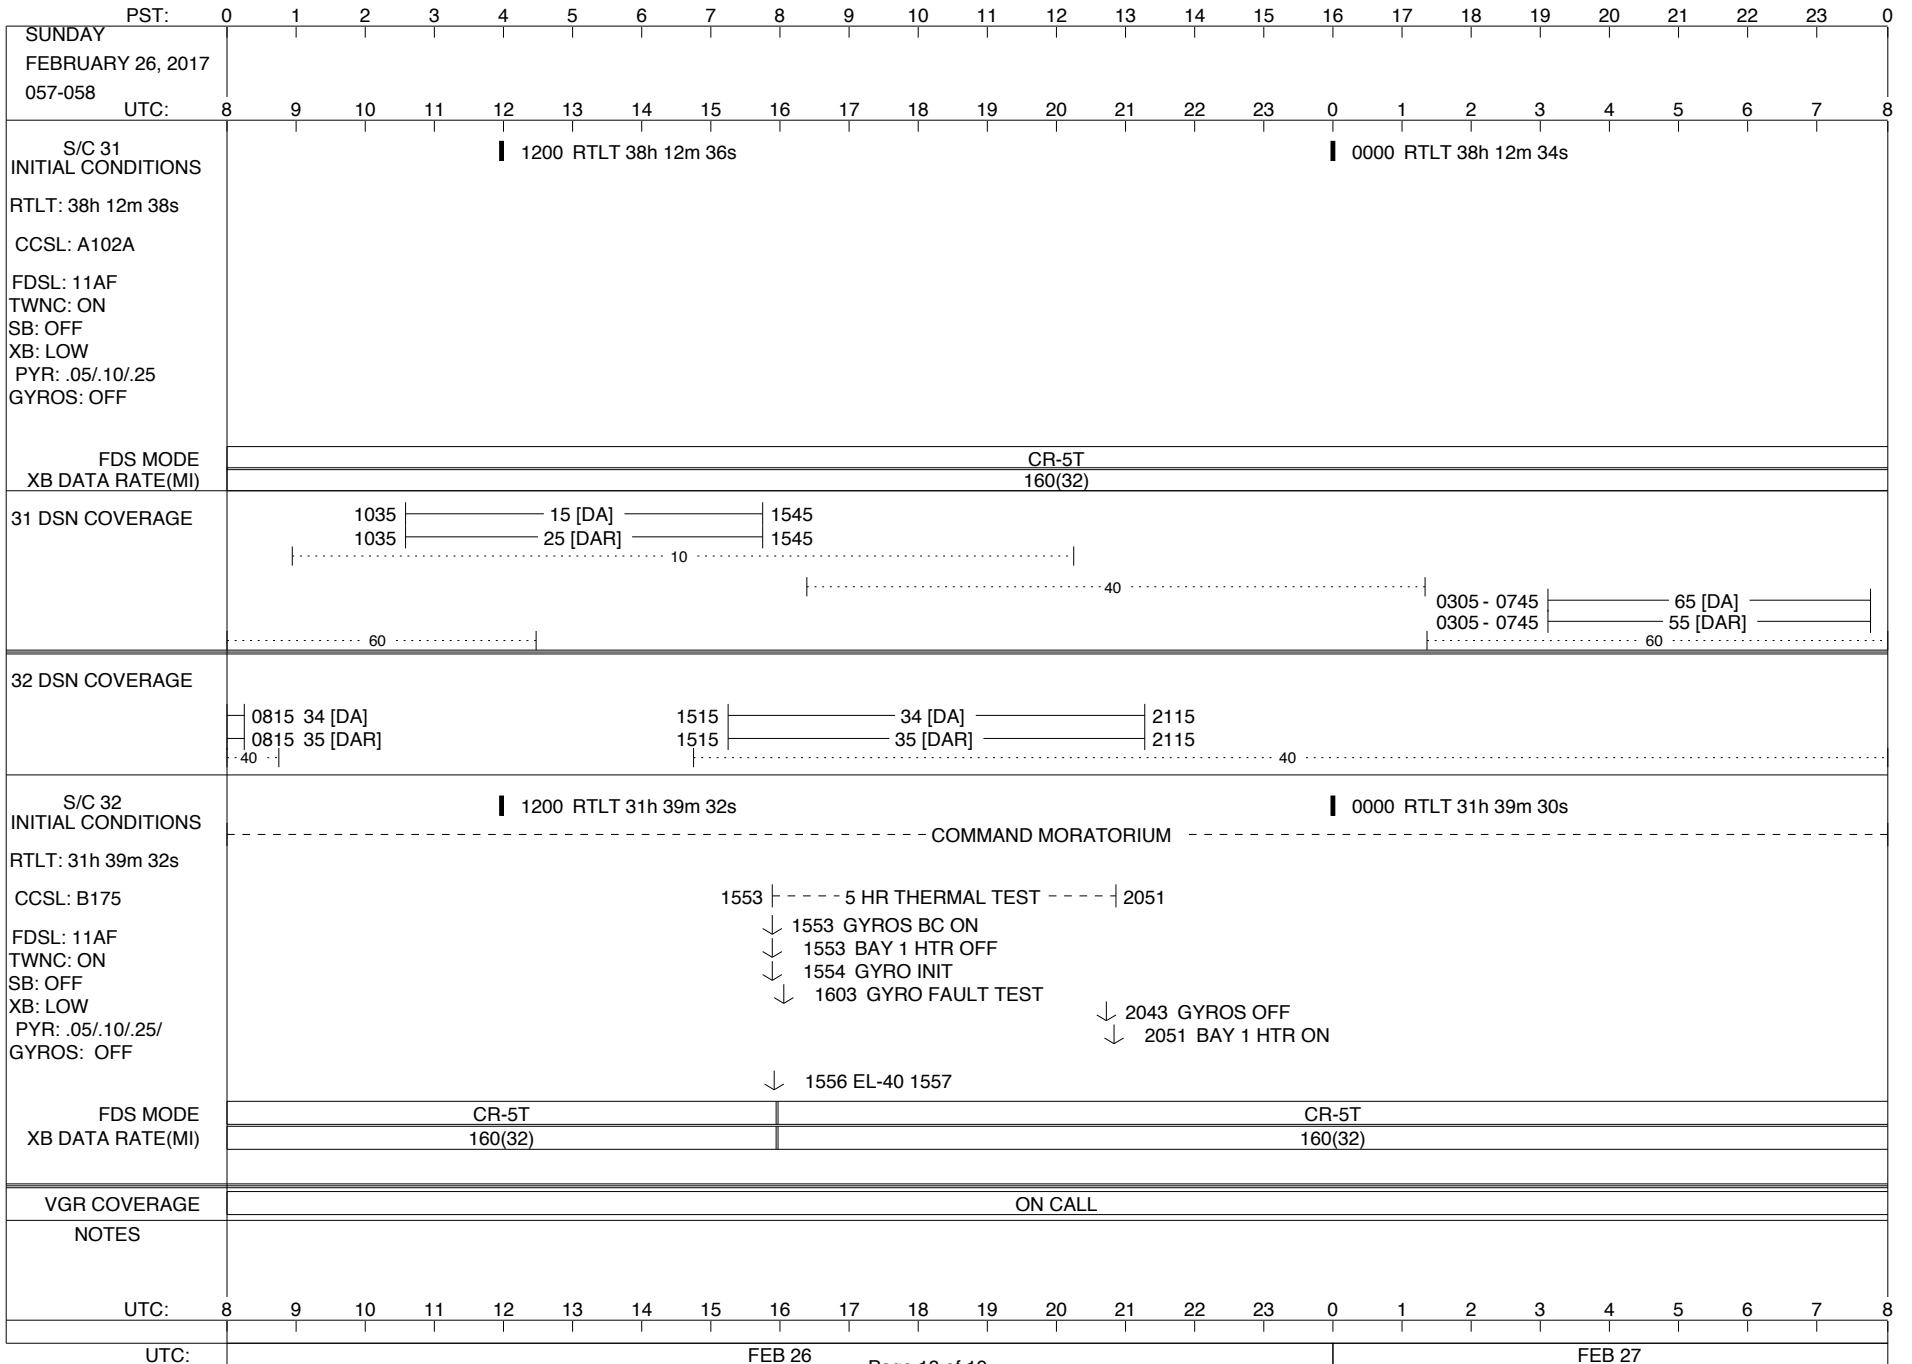 PST: 0 1 2 3 4 5 6 7 8 9 10 11 12 13 14 15 16 17 18 19 20 21 22 23 0
SUNDAY
FEBRUARY 26, 2017
057-058
UTC: 8 9 10 11 12 13 14 15 16 17 18 19 20 21 22 23 0 1 2 3 4 5 6 7 8
S/C 31
INITIAL CONDITIONS
1200 RTLT 38h 12m 36s
0000 RTLT 38h 12m 34s
RTLT: 38h 12m 38s
CCSL: A102A
FDSL: 11AF
TWNC: ON
SB: OFF
XB: LOW
PYR: .05/.10/.25
GYROS: OFF
FDS MODE CR-5T
XB DATA RATE(MI) 160(32)
31 DSN COVERAGE
1035 15 [DA] 1545
1035 25 [DAR] 1545
10
40
0305 - 0745 65 [DA]
0305 - 0745 55 [DAR]
60 60
32 DSN COVERAGE
0815 34 [DA] 1515 34 [DA] 2115
0815 35 [DAR] 1515 35 [DAR] 2115
40 40
S/C 32
INITIAL CONDITIONS
1200 RTLT 31h 39m 32s
0000 RTLT 31h 39m 30s
COMMAND MORATORIUM
RTLT: 31h 39m 32s
CCSL: B175
FDSL: 11AF
TWNC: ON
SB: OFF
XB: LOW
PYR: .05/.10/.25/
GYROS: OFF
1553 5 HR THERMAL TEST 2051
1553 GYROS BC ON
1553 BAY 1 HTR OFF
1554 GYRO INIT
1603 GYRO FAULT TEST
2043 GYROS OFF
2051 BAY 1 HTR ON
1556 EL-40 1557
FDS MODE CR-5T CR-5T
XB DATA RATE(MI) 160(32) 160(32)
VGR COVERAGE ON CALL
NOTES
UTC: 8 9 10 11 12 13 14 15 16 17 18 19 20 21 22 23 0 1 2 3 4 5 6 7 8
UTC: FEB 26 FEB 27